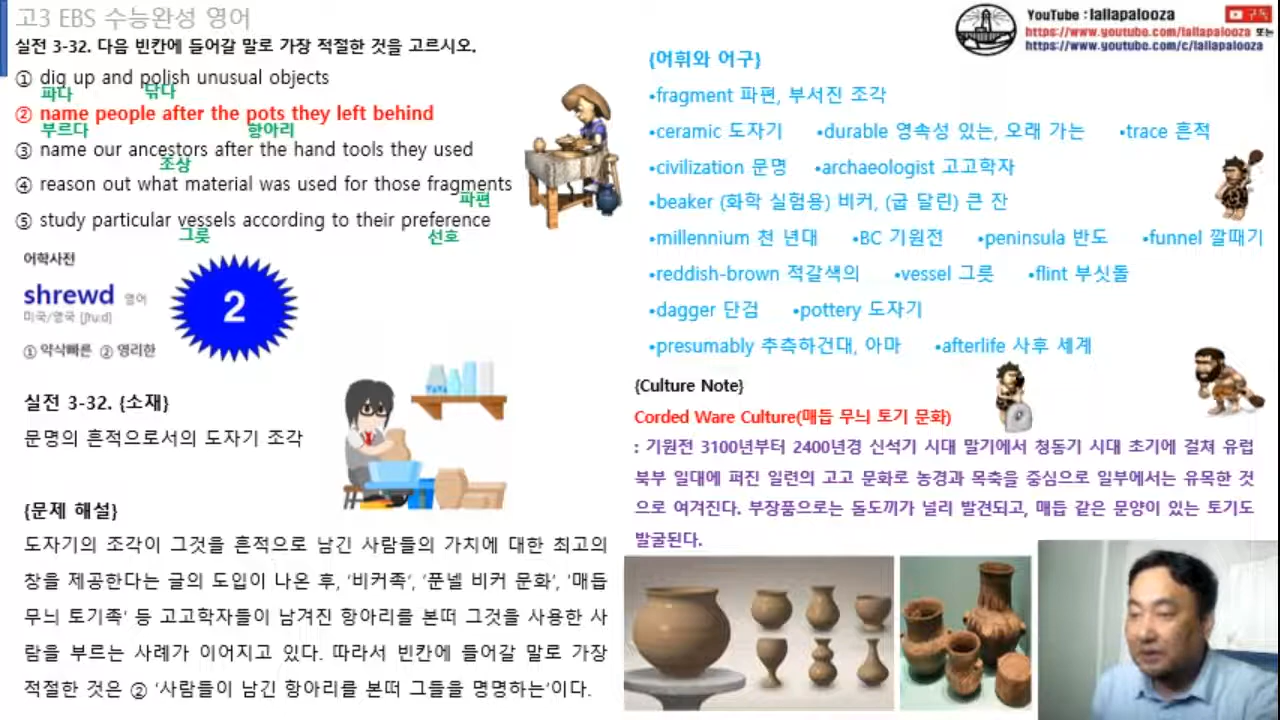 고3 EBS 수능완성 영어
실전 3-32. 다음 빈칸에 들어갈 말로 가장 적절한 것을 고르시오.
① dig up and polish unusual objects
파다 닦다
② name people after the pots they left behind
부르다 항아리
③ name our ancestors after the hand tools they used
조상
④ reason out what material was used for those fragments
파편
⑤ study particular vessels according to their preference
그릇 선호
어학사전
shrewd 영어
미국/영국 [ʃruːd]
① 약삭빠른 ② 영리한
2
실전 3-32. {소재}
문명의 흔적으로서의 도자기 조각
{문제 해설}
도자기의 조각이 그것을 흔적으로 남긴 사람들의 가치에 대한 최고의
창을 제공한다는 글의 도입이 나온 후, ‘비커족’, ‘푼넬 비커 문화’, ‘매듭
무늬 토기족’ 등 고고학자들이 남겨진 항아리를 본떠 그것을 사용한 사
람을 부르는 사례가 이어지고 있다. 따라서 빈칸에 들어갈 말로 가장
적절한 것은 ② ‘사람들이 남긴 항아리를 본떠 그들을 명명하는’이다.
YouTube : lallapalooza
구독
https://www.youtube.com/lallapalooza 또는
https://www.youtube.com/c/lallapalooza
{어휘와 어구}
•fragment 파편, 부서진 조각
•ceramic 도자기 •durable 영속성 있는, 오래 가는 •trace 흔적
•civilization 문명 •archaeologist 고고학자
•beaker (화학 실험용) 비커, (굽 달린) 큰 잔
•millennium 천 년대 •BC 기원전 •peninsula 반도 •funnel 깔때기
•reddish-brown 적갈색의 •vessel 그릇 •flint 부싯돌
•dagger 단검 •pottery 도자기
•presumably 추측하건대, 아마 •afterlife 사후 세계
{Culture Note}
Corded Ware Culture(매듭 무늬 토기 문화)
: 기원전 3100년부터 2400년경 신석기 시대 말기에서 청동기 시대 초기에 걸쳐 유럽
북부 일대에 퍼진 일련의 고고 문화로 농경과 목축을 중심으로 일부에서는 유목한 것
으로 여겨진다. 부장품으로는 돌도끼가 널리 발견되고, 매듭 같은 문양이 있는 토기도
발굴된다.